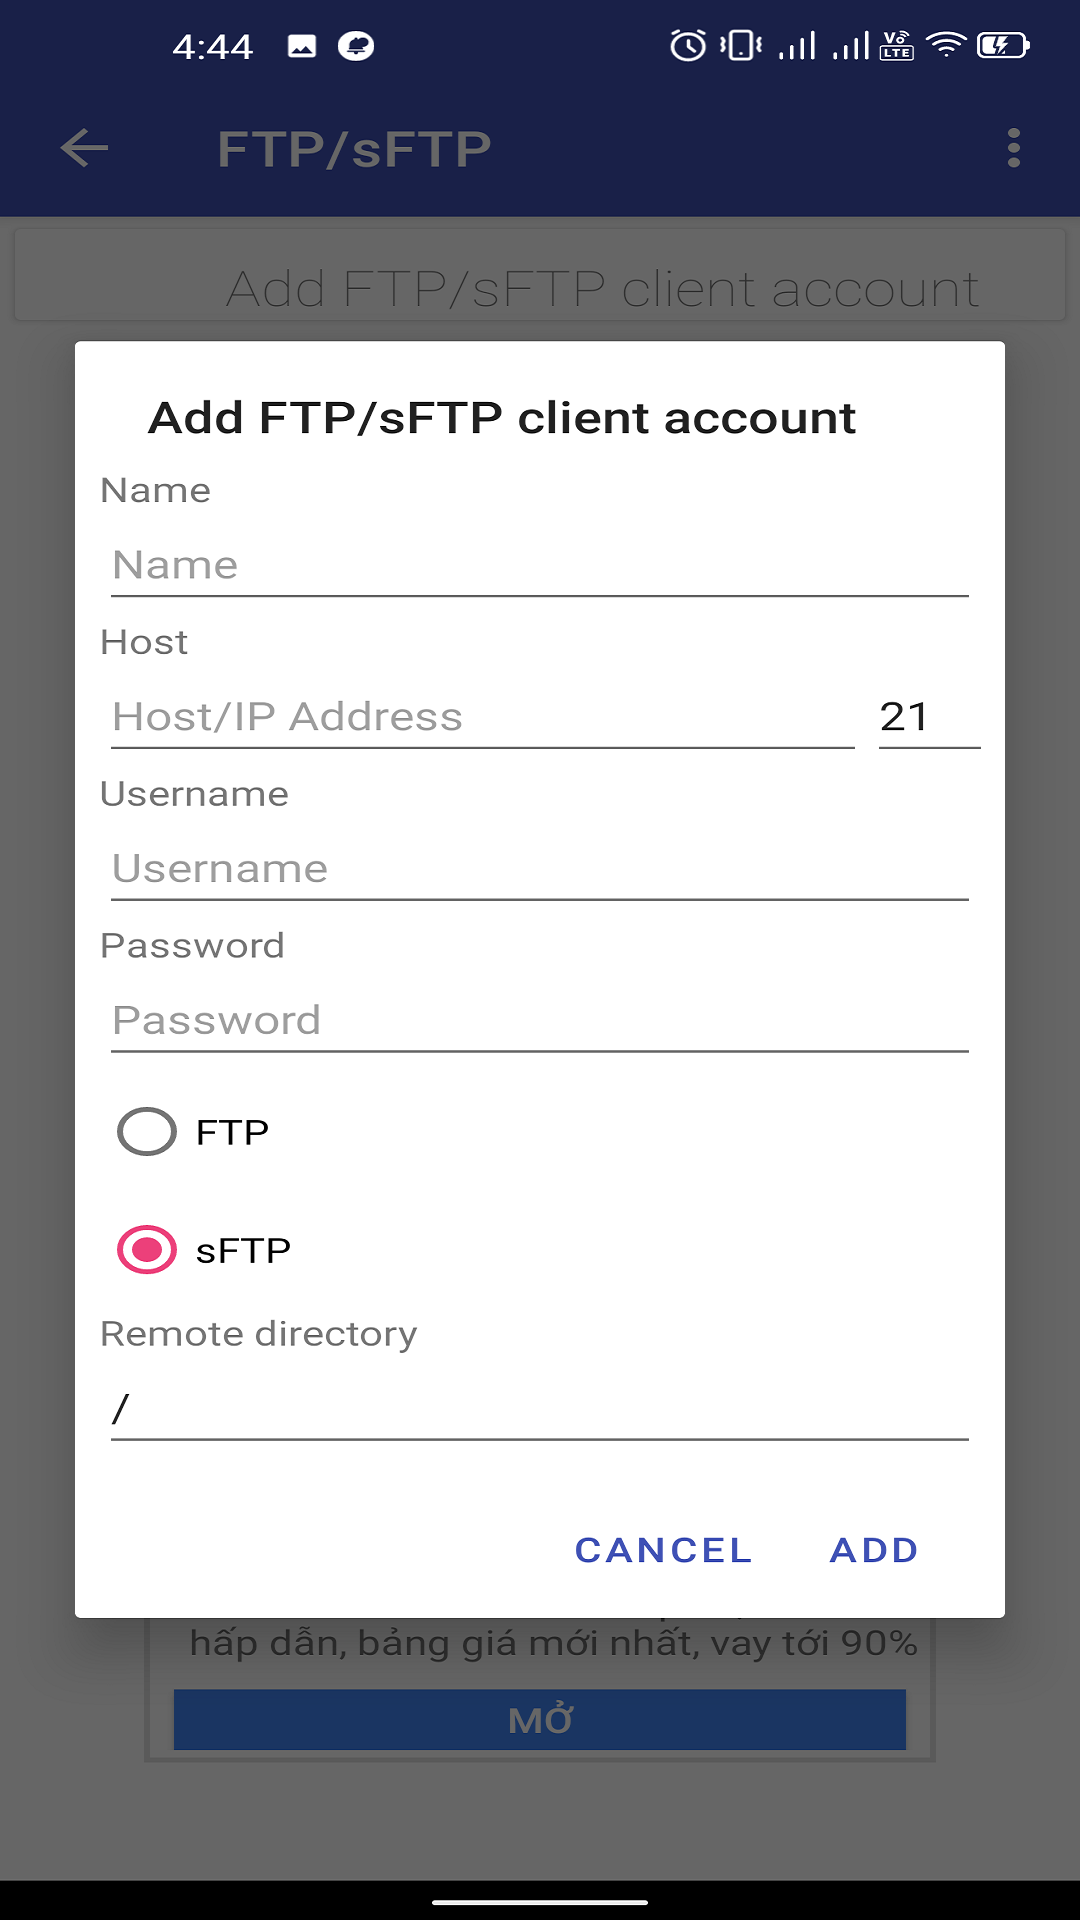 4:44
Vo LTE
FTP/sFTP
Add FTP/sFTP client account
Add FTP/sFTP client account
Name
Name
Host
Host/IP Address 21
Username
Username
Password
Password
FTP
sFTP
Remote directory
/
CANCEL ADD
hấp dẫn, bảng giá mới nhất, vay tới 90%
MỞ